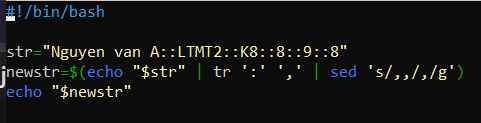 #!/bin/bash
str="Nguyen van A::LTMT2::K8::8::9::8"
newstr=$(echo "$str" | tr ':' ',' | sed 's/,,/,/g')
echo "$newstr"